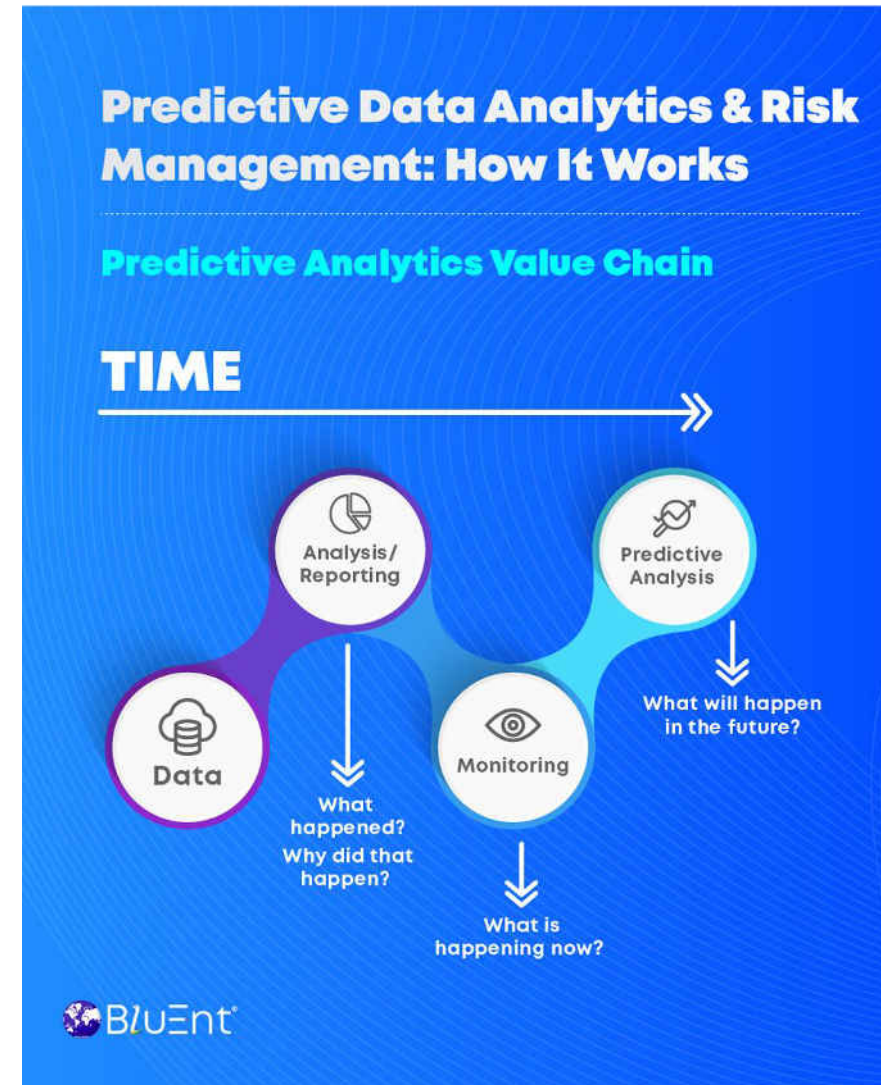 Predictive Data Analytics & Risk
Management: How It Works
Predictive Analytics Value Chain
TIME
Analysis/
Reporting
Predictive
Analysis
Data
Monitoring
What will happen
in the future?
What
happened?
Why did that
happen?
What is
happening now?
BluEnt®